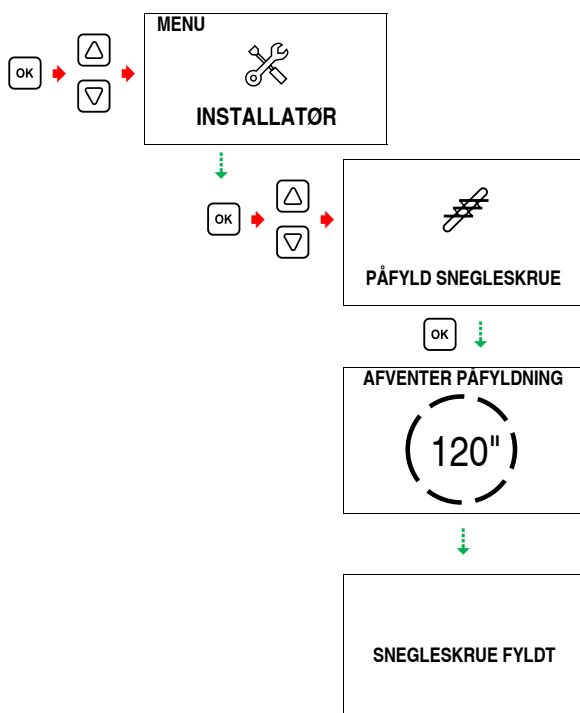 MENU
OK
INSTALLATØR
OK
PÅFYLD SNEGLESKRUE
OK
AFVENTER PÅFYLDNING
120"
SNEGLESKRUE FYLDT